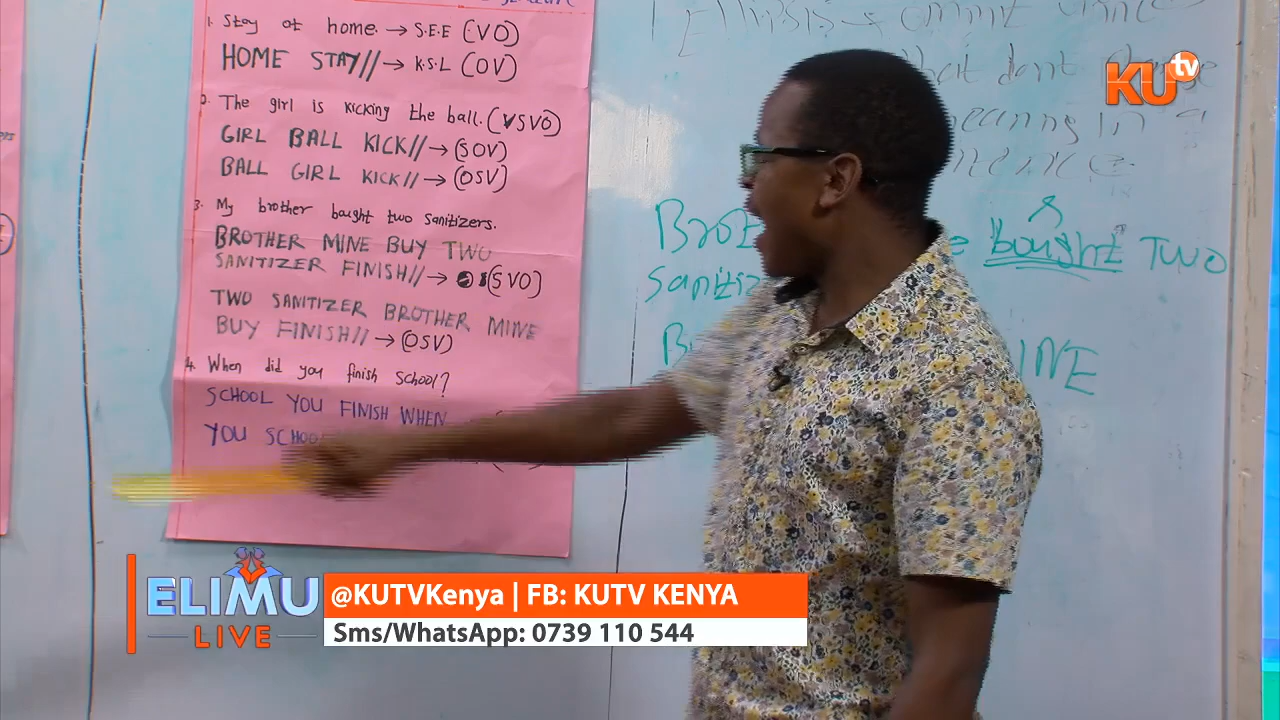 1. Stay at home. → S.E.E (VO)
HOME STAY// → K.S.L (OV)
2. The girl is kicking the ball. (SVO)
GIRL BALL KICK// → (SOV)
BALL GIRL KICK// → (OSV)
3. My brother bought two sanitizers.
BROTHER MINE BUY TWO
SANITIZER FINISH// → (SVO)
TWO SANITIZER BROTHER MINE
BUY FINISH// → (OSV)
4. When did you finish school?
SCHOOL YOU FINISH WHEN
YOU SCHOO
Ellipsis → ommit
that dont
meaning in a
bought TWO
KU tv
ELIMU
LIVE
@KUTVKenya | FB: KUTV KENYA
Sms/WhatsApp: 0739 110 544